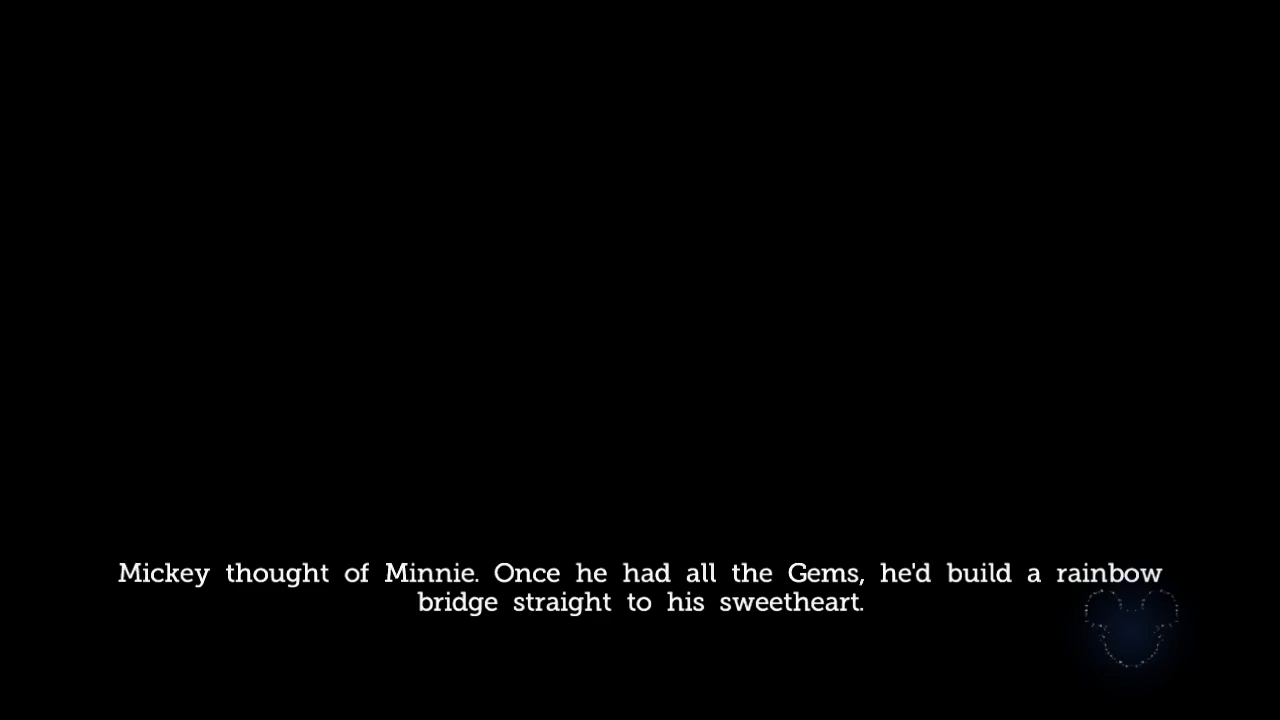 Mickey thought of Minnie. Once he had all the Gems, he'd build a rainbow
bridge straight to his sweetheart.